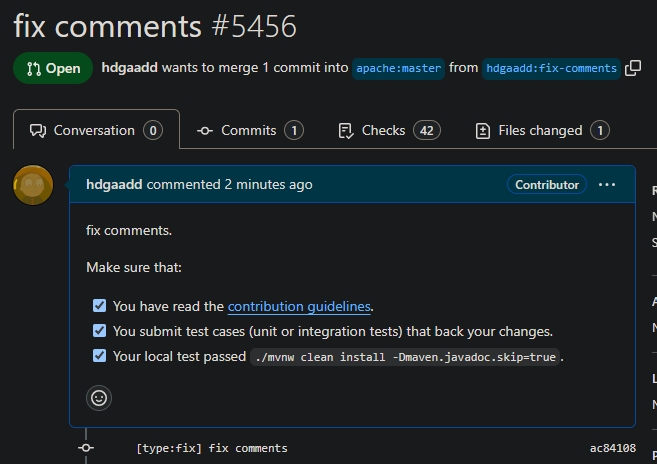 fix comments #5456
Open hdgaadd wants to merge 1 commit into apache:master from hdgaadd:fix-comments
Conversation 0 Commits 1 Checks 42 Files changed 1
hdgaadd commented 2 minutes ago Contributor
fix comments.
Make sure that:
You have read the contribution guidelines.
You submit test cases (unit or integration tests) that back your changes.
Your local test passed ./mvnw clean install -Dmaven.javadoc.skip=true.
[type:fix] fix comments ac84108